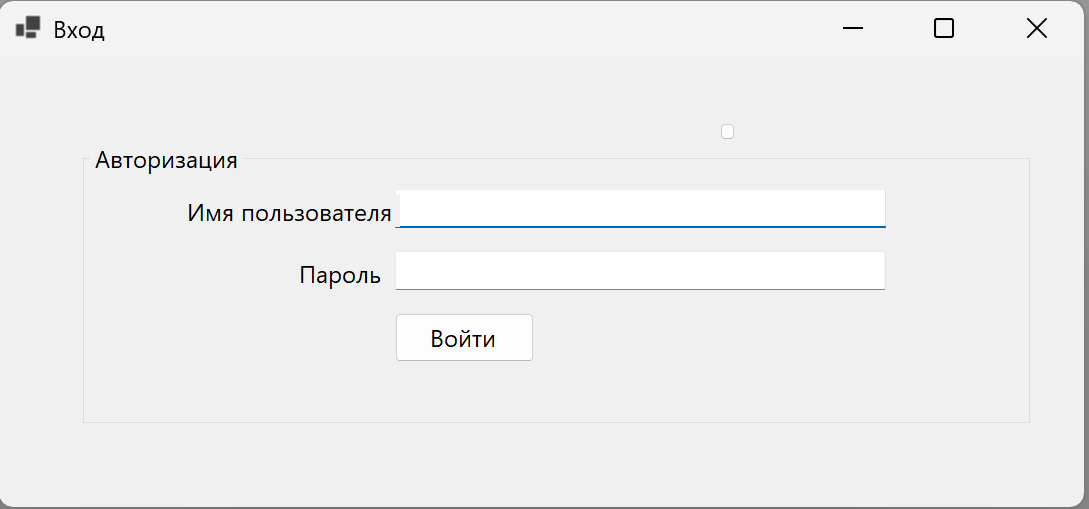 Вход
Авторизация
Имя пользователя
Пароль
Войти